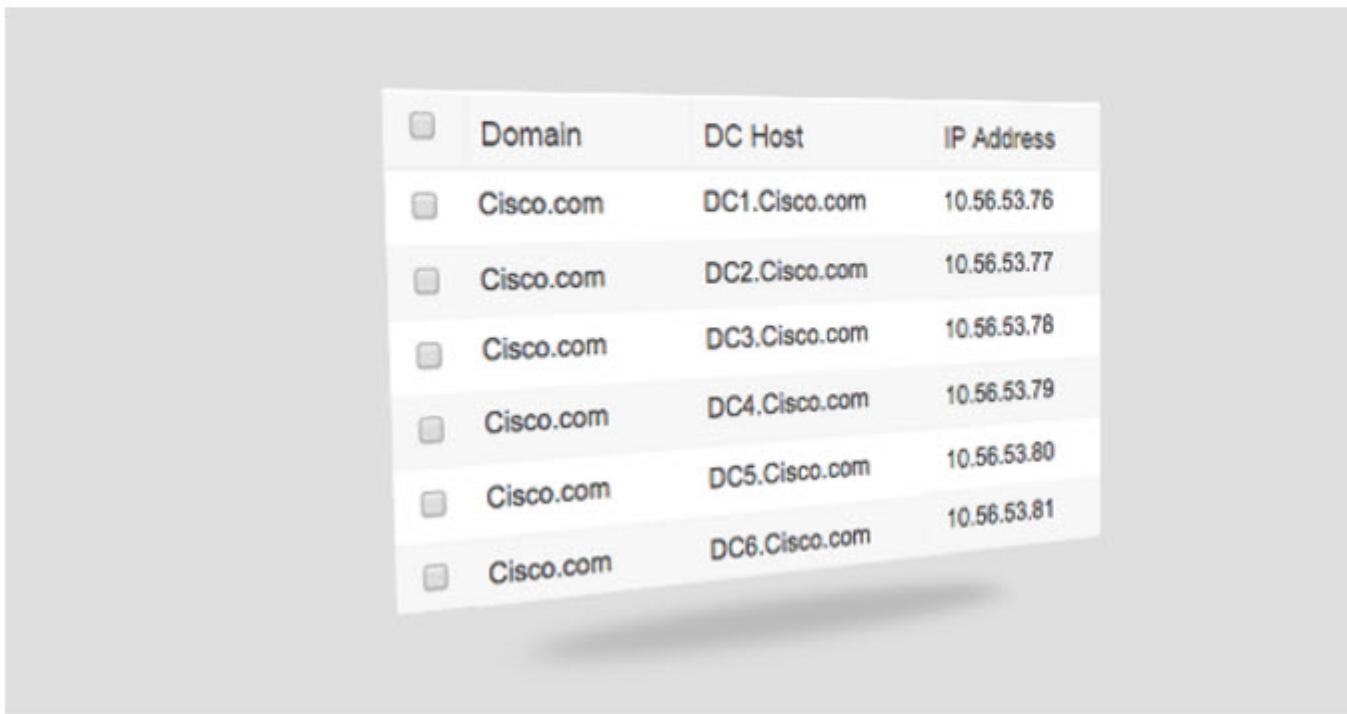 Domain DC Host IP Address
Cisco.com DC1.Cisco.com 10.56.53.76
Cisco.com DC2.Cisco.com 10.56.53.77
Cisco.com DC3.Cisco.com 10.56.53.78
Cisco.com DC4.Cisco.com 10.56.53.79
Cisco.com DC5.Cisco.com 10.56.53.80
Cisco.com DC6.Cisco.com 10.56.53.81